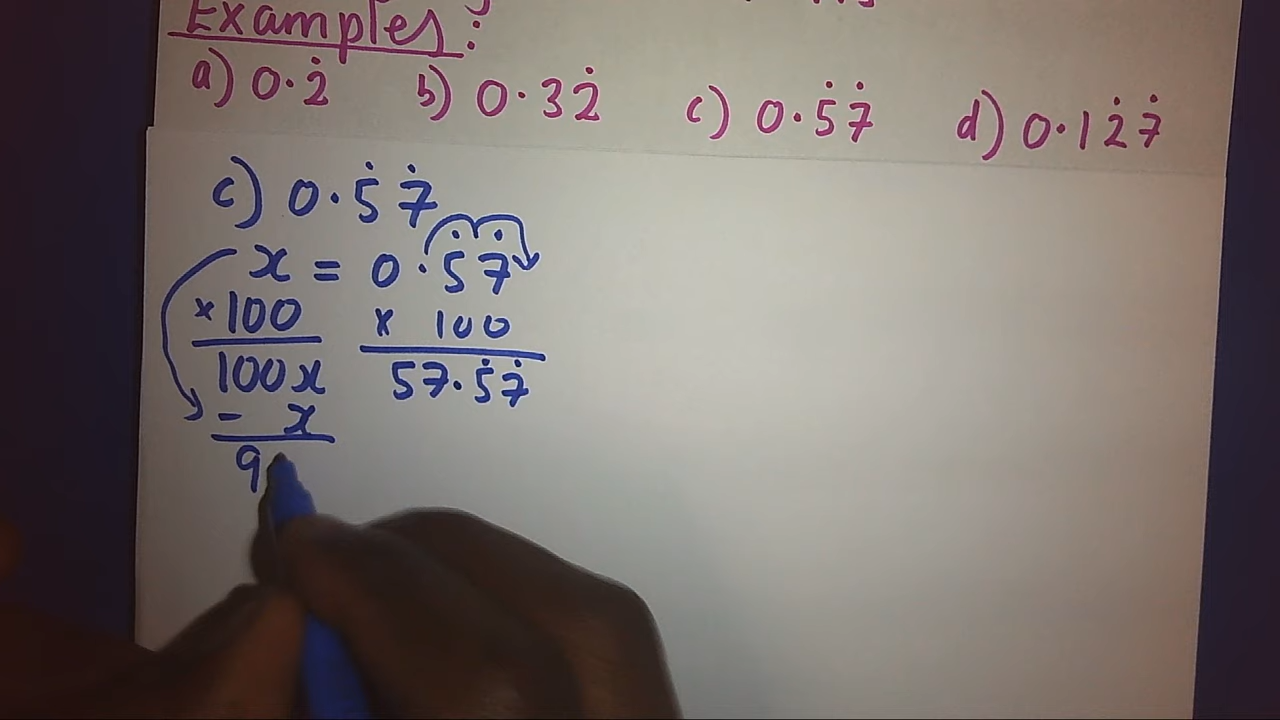 Examples:
a) 0.2̇ b) 0.32̇ c) 0.5̇7̇ d) 0.12̇7̇
c) 0.5̇7̇
x = 0.5̇7̇
×100 × 100
100x 57.5̇7̇
- x
9